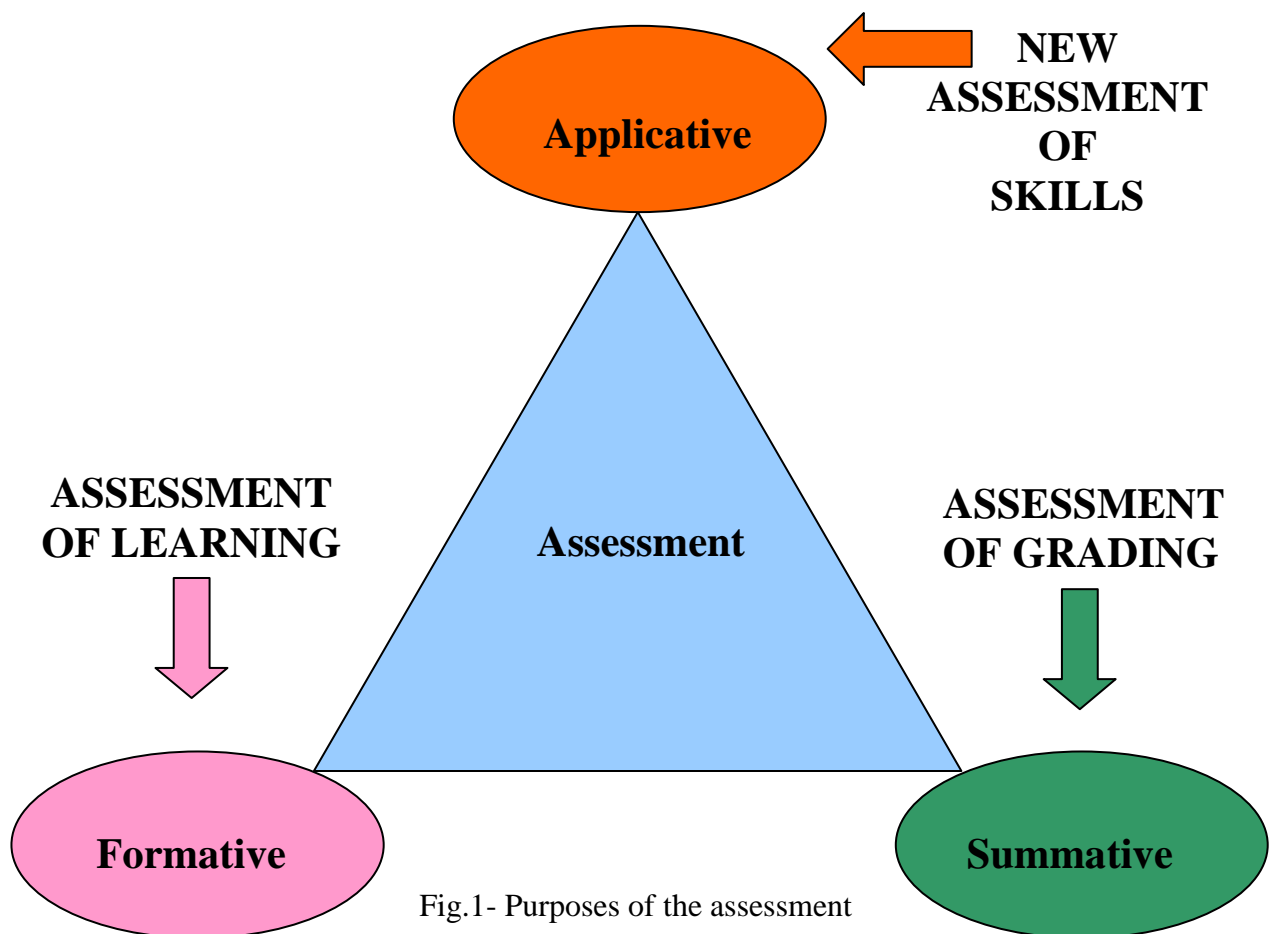 NEW
ASSESSMENT
OF
SKILLS
Applicative
ASSESSMENT
OF LEARNING
Assessment
ASSESSMENT
OF GRADING
Formative
Summative
Fig.1- Purposes of the assessment